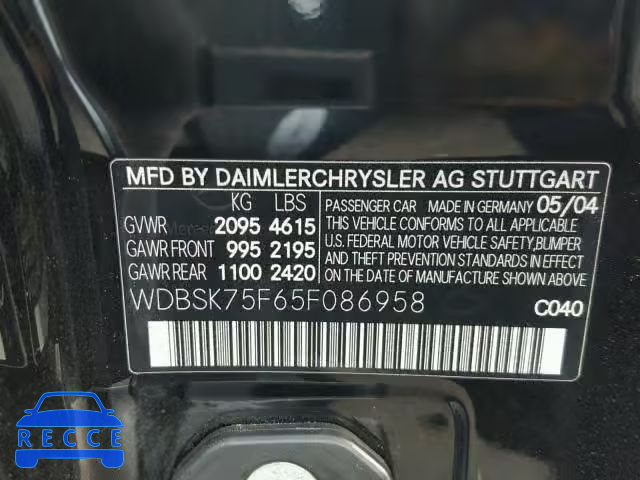 MFD BY DAIMLERCHRYSLER AG STUTTGART
KG LBS
GVWR 2095 4615
GAWR FRONT 995 2195
GAWR REAR 1100 2420
PASSENGER CAR MADE IN GERMANY 05/04
THIS VEHICLE CONFORMS TO ALL APPLICABLE
U.S. FEDERAL MOTOR VEHICLE SAFETY, BUMPER
AND THEFT PREVENTION STANDARDS IN EFFECT
ON THE DATE OF MANUFACTURE SHOWN ABOVE.
WDBSK75F65F086958
C040
RECCE